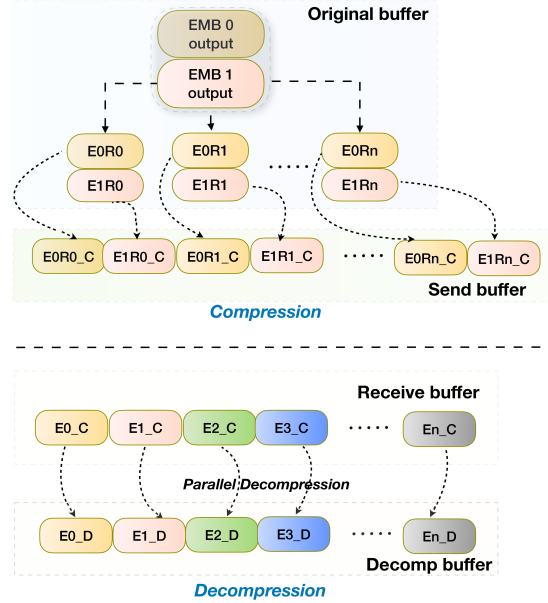 Original buffer
EMB 0
output
EMB 1
output
E0R0 E0R1 ..... E0Rn
E1R0 E1R1 E1Rn
E0R0_C E1R0_C E0R1_C E1R1_C ..... E0Rn_C E1Rn_C
Send buffer
Compression
Receive buffer
E0_C E1_C E2_C E3_C ..... En_C
Parallel Decompression
E0_D E1_D E2_D E3_D ..... En_D
Decomp buffer
Decompression